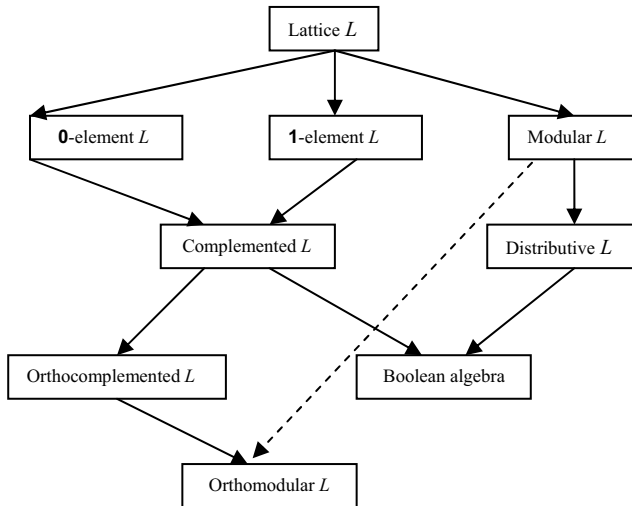 Lattice L
0-element L
1-element L
Modular L
Complemented L
Distributive L
Orthocomplemented L
Boolean algebra
Orthomodular L